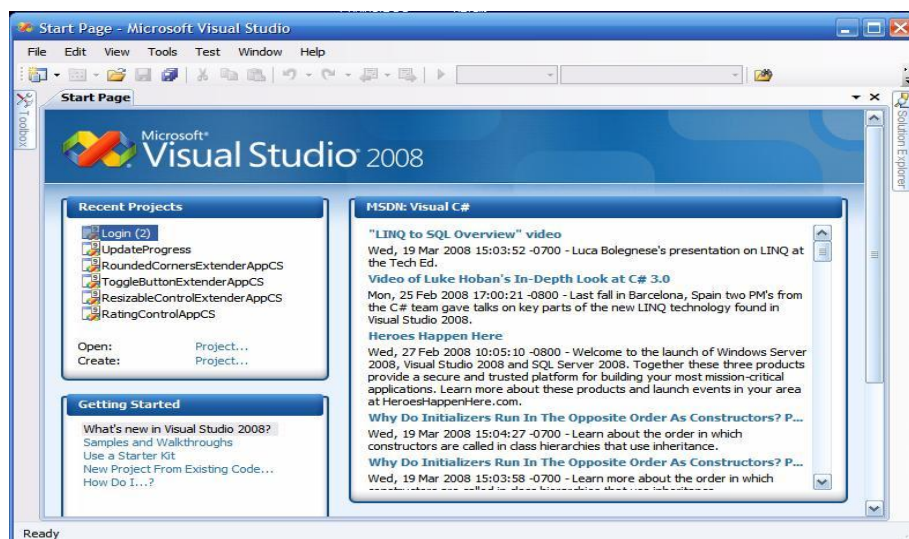 Start Page - Microsoft Visual Studio
File Edit View Tools Test Window Help
Toolbox
Start Page
Solution Explorer
Microsoft®
Visual Studio® 2008
Recent Projects
Login (2)
UpdateProgress
RoundedCornersExtenderAppCS
ToggleButtonExtenderAppCS
ResizableControlExtenderAppCS
RatingControlAppCS
Open: Project...
Create: Project...
Getting Started
What's new in Visual Studio 2008?
Samples and Walkthroughs
Use a Starter Kit
New Project From Existing Code...
How Do I...?
MSDN: Visual C#
"LINQ to SQL Overview" video
Wed, 19 Mar 2008 15:03:52 -0700 - Luca Bolegnese's presentation on LINQ at
the Tech Ed.
Video of Luke Hoban's In-Depth Look at C# 3.0
Mon, 25 Feb 2008 17:00:21 -0800 - Last fall in Barcelona, Spain two PM's from
the C# team gave talks on key parts of the new LINQ technology found in
Visual Studio 2008.
Heroes Happen Here
Wed, 27 Feb 2008 10:05:10 -0800 - Welcome to the launch of Windows Server
2008, Visual Studio 2008 and SQL Server 2008. Together these three products
provide a secure and trusted platform for building your most mission-critical
applications. Learn more about these products and launch events in your area
at HeroesHappenHere.com.
Why Do Initializers Run In The Opposite Order As Constructors? P...
Wed, 19 Mar 2008 15:04:27 -0700 - Learn about the order in which
constructors are called in class hierarchies that use inheritance.
Why Do Initializers Run In The Opposite Order As Constructors? P...
Wed, 19 Mar 2008 15:03:58 -0700 - Learn more about the order in which
constructors are called in class hierarchies that use inheritance.
Ready